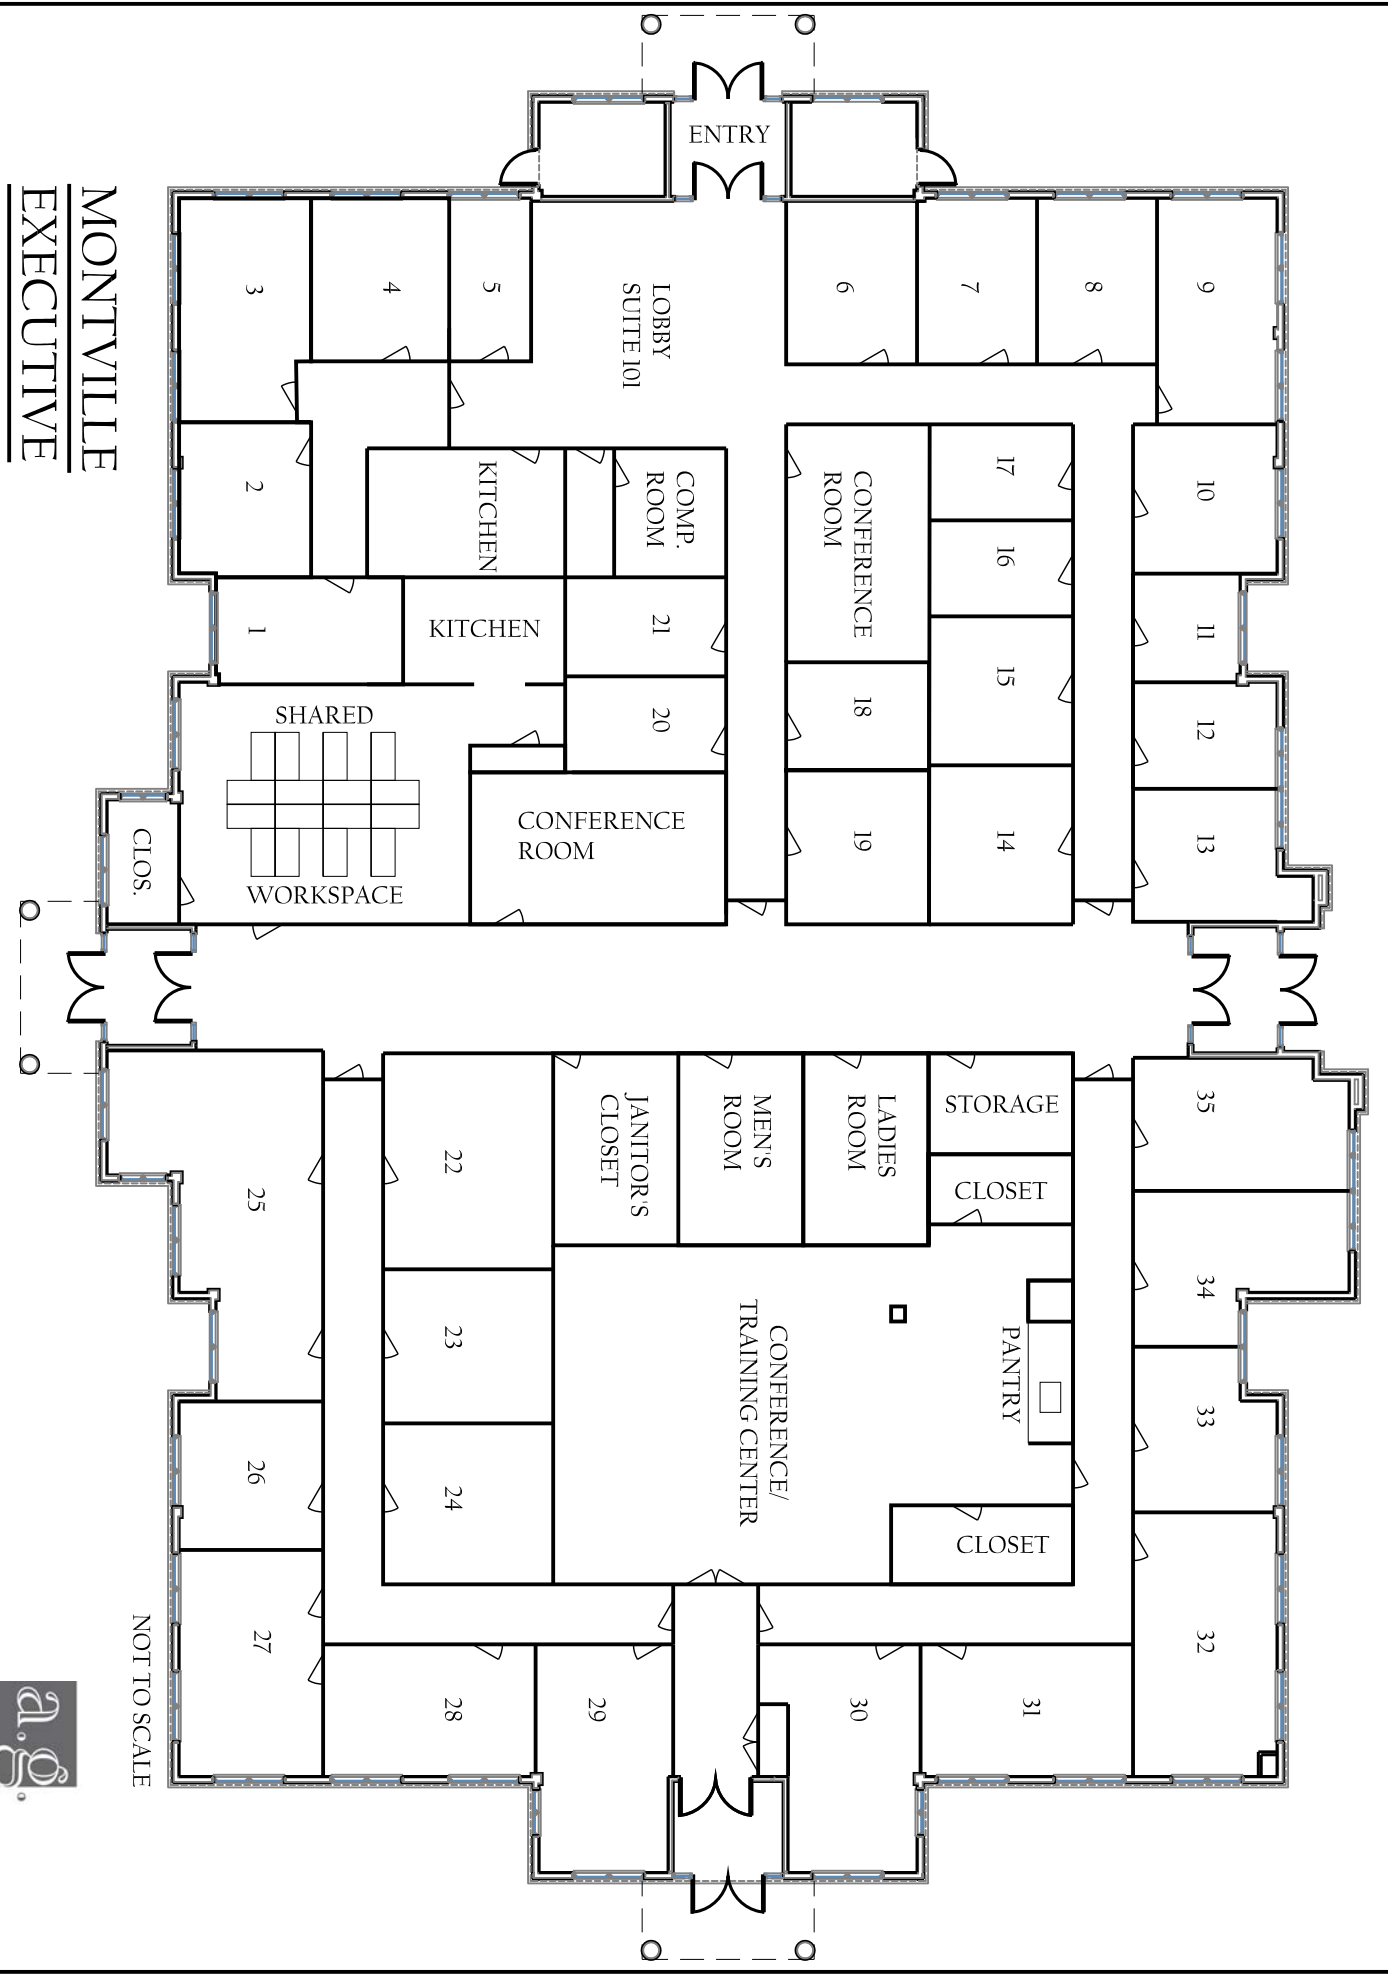 ENTRY
3
4
5
LOBBY
SUITE 101
6
7
8
9
MONTVILLE
EXECUTIVE
2
KITCHEN
COMP.
ROOM
CONFERENCE
ROOM
17
10
16
1
KITCHEN
21
15
11
SHARED
20
18
12
WORKSPACE
CLOS.
CONFERENCE
ROOM
19
14
13
22
JANITOR'S
CLOSET
MEN'S
ROOM
LADIES
ROOM
STORAGE
35
CLOSET
25
34
23
CONFERENCE/
TRAINING CENTER
PANTRY
33
26
24
CLOSET
27
32
28
29
30
31
NOT TO SCALE
a.g.